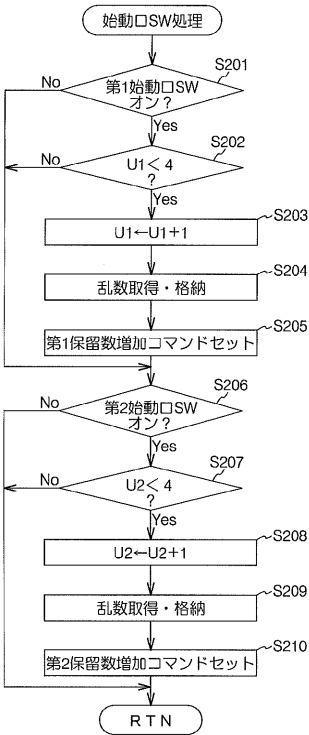 始動口SW処理
S201
第1始動口SW
オン？
No
Yes
S202
U1＜4
？
No
Yes
S203
U1←U1+1
S204
乱数取得・格納
S205
第1保留数増加コマンドセット
S206
第2始動口SW
オン？
No
Yes
S207
U2＜4
？
No
Yes
S208
U2←U2+1
S209
乱数取得・格納
S210
第2保留数増加コマンドセット
RTN